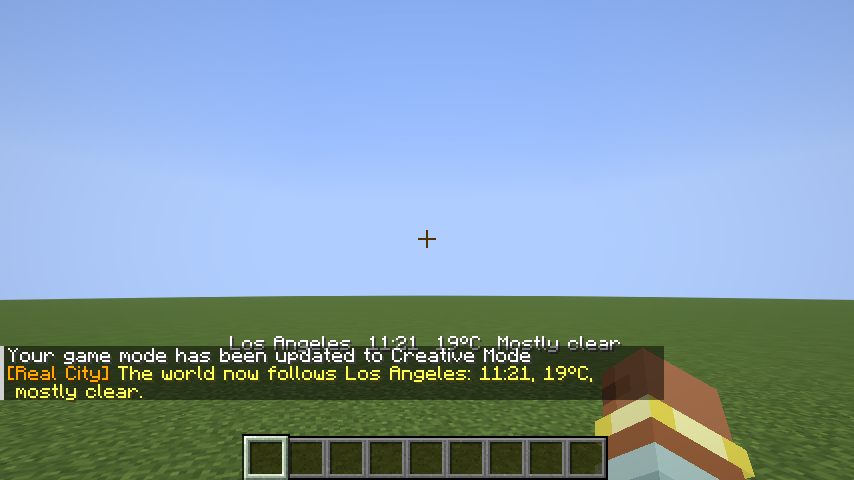 Los Angeles 11:21 19°C Mostly clear
Your game mode has been updated to Creative Mode
[Real City] The world now follows Los Angeles: 11:21, 19°C,
mostly clear.